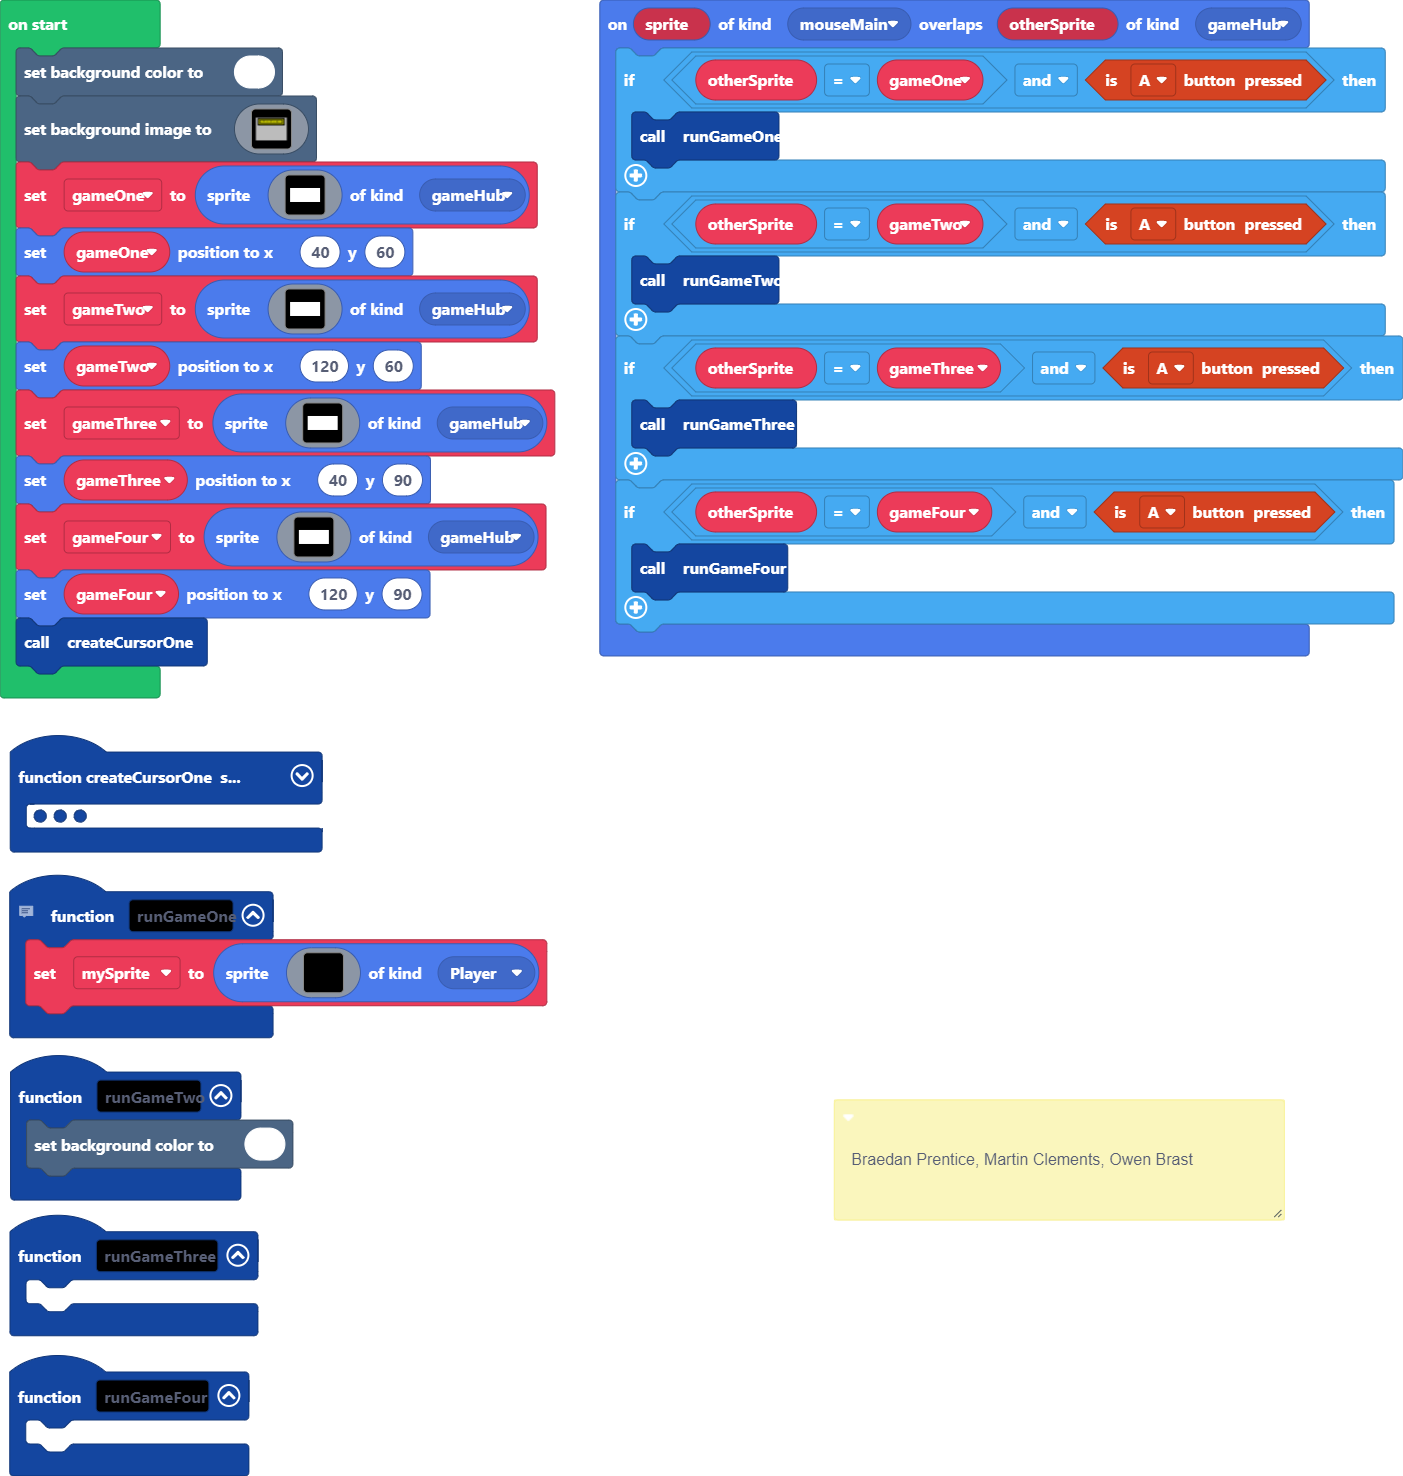 on start
set background color to
set background image to
set gameOne to sprite of kind gameHub
set gameOne position to x 40 y 60
set gameTwo to sprite of kind gameHub
set gameTwo position to x 120 y 60
set gameThree to sprite of kind gameHub
set gameThree position to x 40 y 90
set gameFour to sprite of kind gameHub
set gameFour position to x 120 y 90
call createCursorOne
on sprite of kind mouseMain overlaps otherSprite of kind gameHub
if otherSprite = gameOne and is A button pressed then
call runGameOne
if otherSprite = gameTwo and is A button pressed then
call runGameTwo
if otherSprite = gameThree and is A button pressed then
call runGameThree
if otherSprite = gameFour and is A button pressed then
call runGameFour
function createCursorOne s...
function runGameOne
set mySprite to sprite of kind Player
function runGameTwo
set background color to
function runGameThree
function runGameFour
Braedan Prentice, Martin Clements, Owen Brast